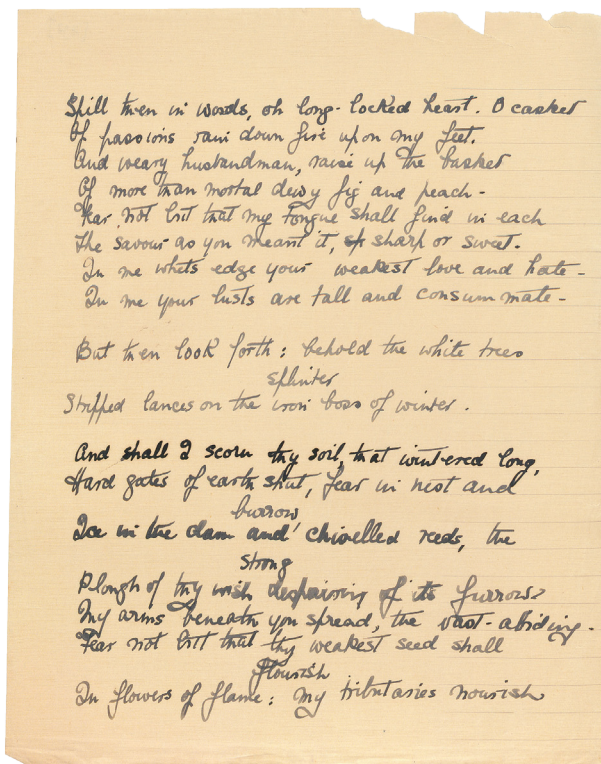 Spill then in words, oh long-locked heart. O casket
Of passions rain down fire upon my feet.
And weary husbandman, raise up the basket
Of more than mortal dewy fig and peach -
Fear not but that my tongue shall find in each
The savour as you meant it, sharp or sweet.
In me whets edge your weakest love and hate -
In me your lusts are tall and consummate -
But then look forth: behold the white trees
splinter
Stripped lances on the iron boss of winter.
And shall I scorn thy soil, that wintered long,
Hard gates of earth shut, fear in nest and
burrow
Ice in the dam and chiselled reeds, the
strong
Plough of thy wish despairing of its furrow?
My arms beneath you spread, the vast-abiding.
Fear not but that thy weakest seed shall
flourish
In flowers of flame: my tributaries nourish